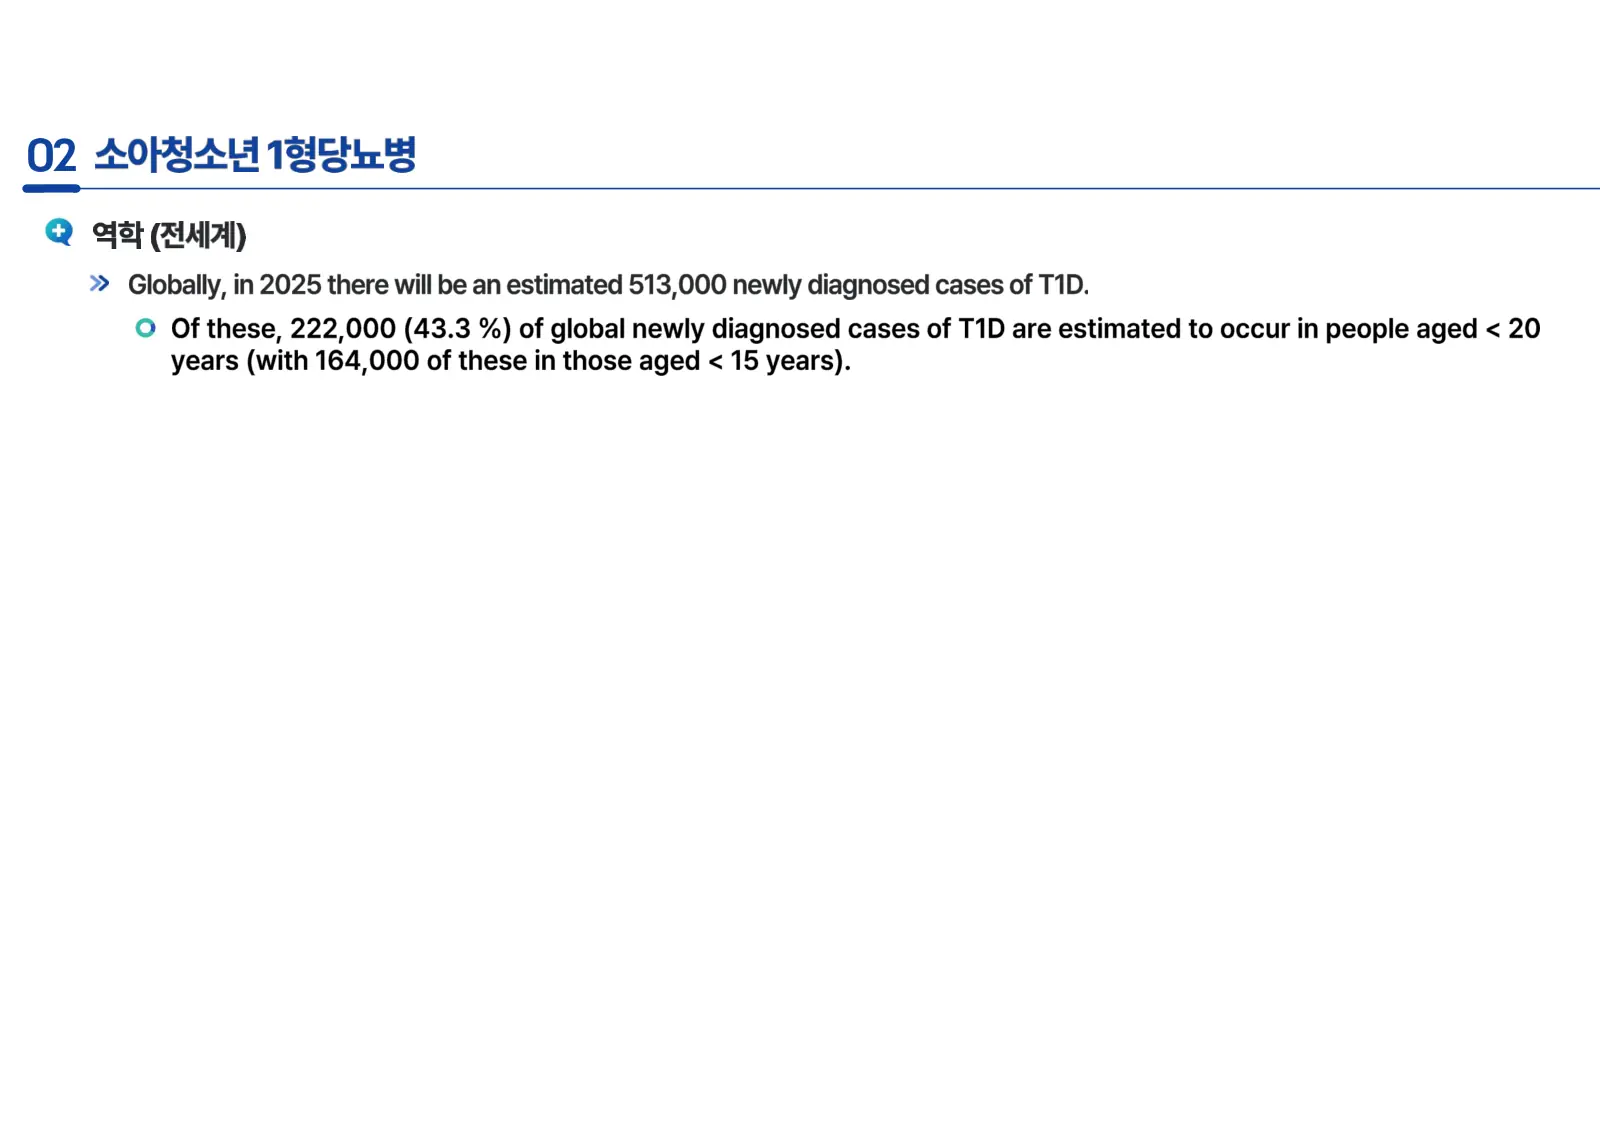 02 소아청소년 1형당뇨병
역학 (전세계)
Globally, in 2025 there will be an estimated 513,000 newly diagnosed cases of T1D.
Of these, 222,000 (43.3 %) of global newly diagnosed cases of T1D are estimated to occur in people aged < 20
years (with 164,000 of these in those aged < 15 years).